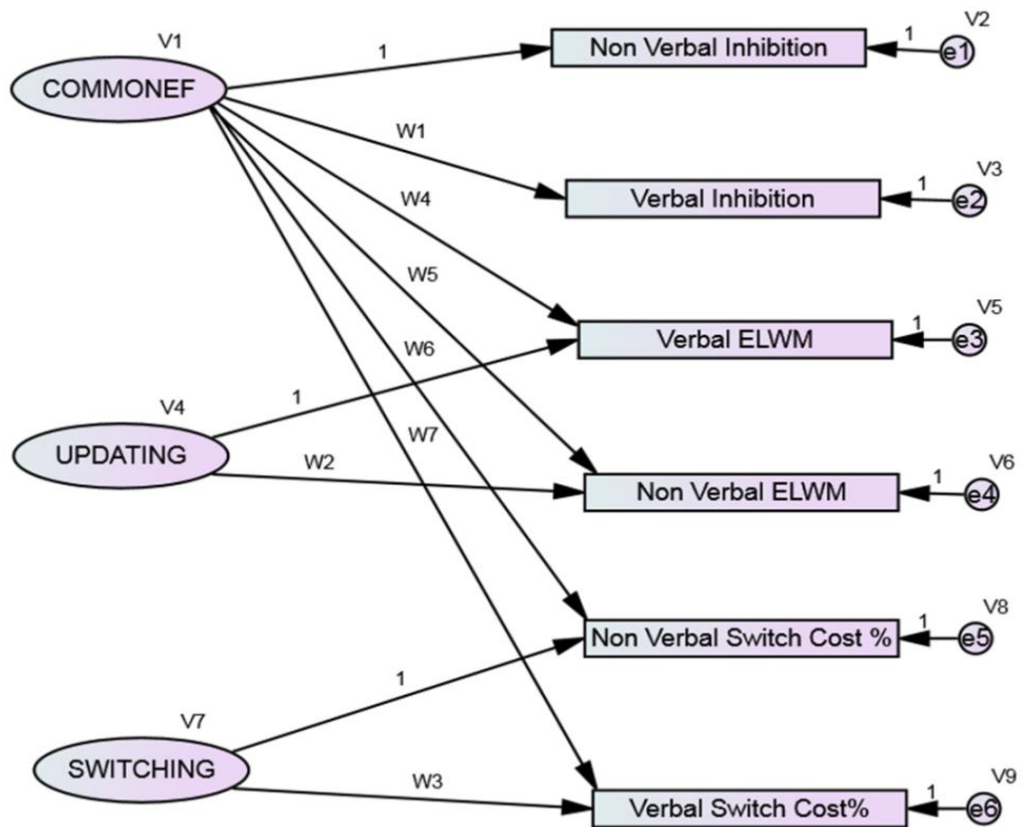 V1
COMMONEF
1
Non Verbal Inhibition
1
V2
e1
W1
Verbal Inhibition
1
V3
e2
W4
W5
W6
W7
Verbal ELWM
1
V5
e3
V4
UPDATING
1
W2
Non Verbal ELWM
1
V6
e4
Non Verbal Switch Cost %
1
V8
e5
V7
SWITCHING
1
W3
Verbal Switch Cost%
1
V9
e6